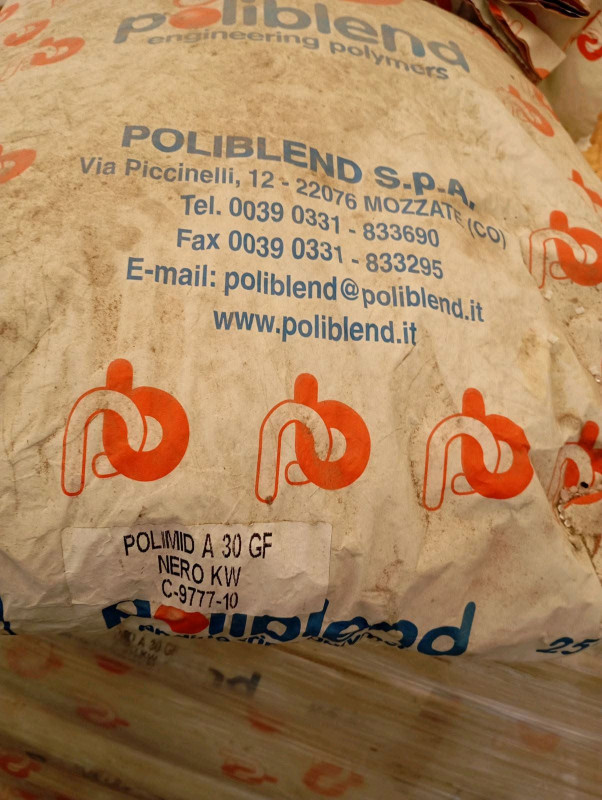 poliblend
engineering polymers
POLIBLEND S.p.A.
Via Piccinelli, 12 - 22076 MOZZATE (CO)
Tel. 0039 0331 - 833690
Fax 0039 0331 - 833295
E-mail: poliblend@poliblend.it
www.poliblend.it
POLIMID A 30 GF
NERO KW
C-9777-10
poliblend
25